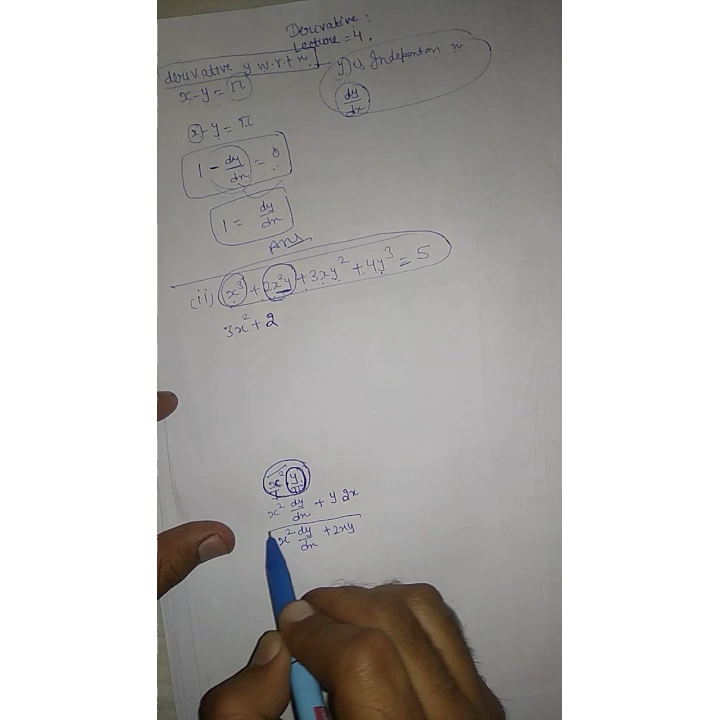 Derivative :
Lecture = 4 .
derivative y w.r.t x.
y is Independon x
x - y = π
dy/dx
x - y = π
1 - dy/dx = 0
1 = dy/dx
Ans
(ii) x³ + 2x²y + 3xy² + 4y³ = 5
3x² + 2
x² y
x² dy/dx + y 2x
x² dy/dx + 2xy